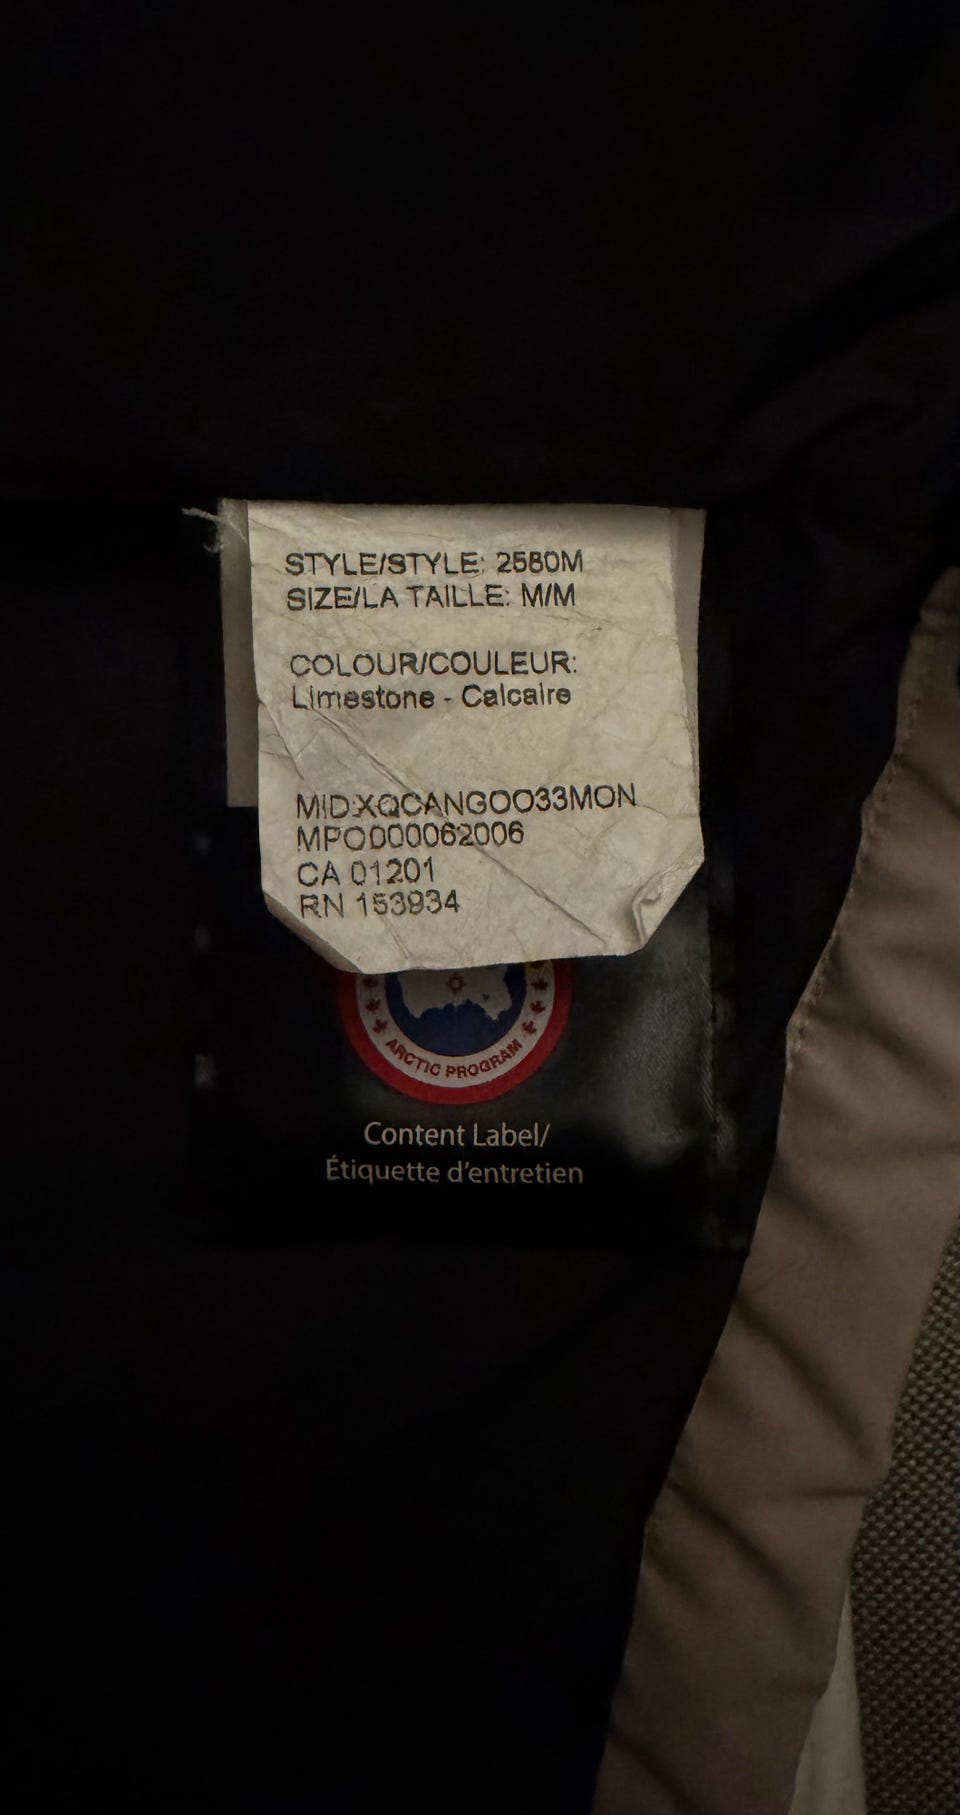 STYLE/STYLE: 2580M
SIZE/LA TAILLE: M/M
COLOUR/COULEUR:
Limestone - Calcaire
MID:XQCANGOO33MON
MPO000062006
CA 01201
RN 153934
ARCTIC PROGRAM
Content Label/
Étiquette d'entretien